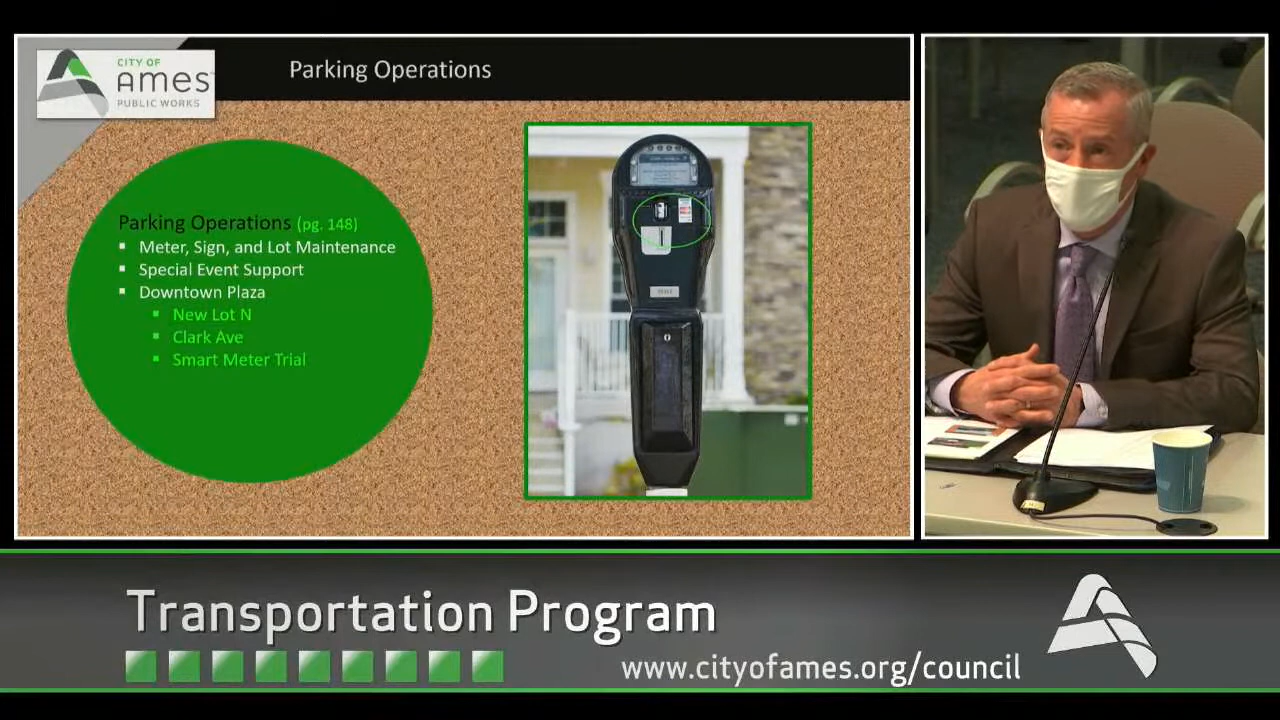 CITY OF
AMES
PUBLIC WORKS
Parking Operations
Parking Operations (pg. 148)
Meter, Sign, and Lot Maintenance
Special Event Support
Downtown Plaza
New Lot N
Clark Ave
Smart Meter Trial
Transportation Program
www.cityofames.org/council